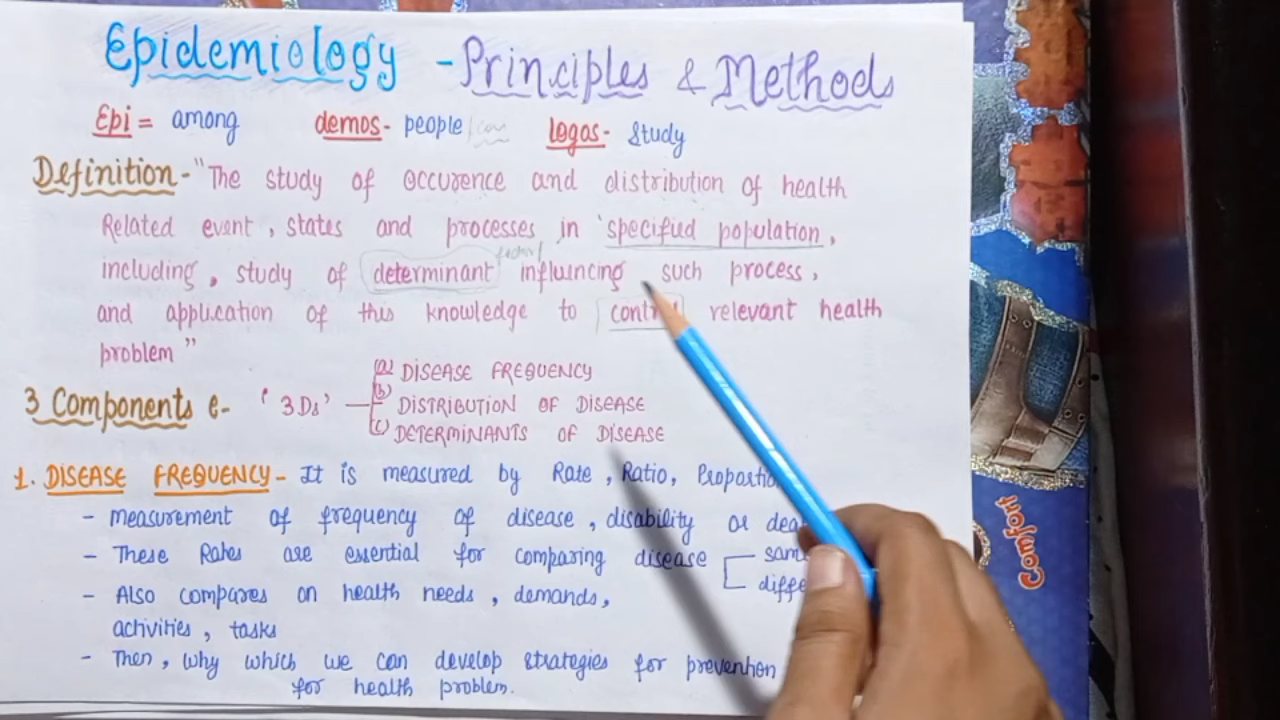 Epidemiology - Principles & Methods
Epi = among demos - people logos - study
Definition - "The study of occurence and distribution of health
Related event, states and processes in 'specified population,
factor
including, study of determinant influencing such process,
and application of this knowledge to control relevant health
problem"
(a) DISEASE FREQUENCY
3 Components e- '3Ds' (b) DISTRIBUTION OF DISEASE
(c) DETERMINANTS OF DISEASE
1. DISEASE FREQUENCY - It is measured by Rate, Ratio,
- Measurement of frequency of disease, disability or
- These Rates are essential for comparing disease
- Also compares on health needs, demands,
activities, tasks
- Then, why which we can develop strategies for prevention
for health problem.
Comfort